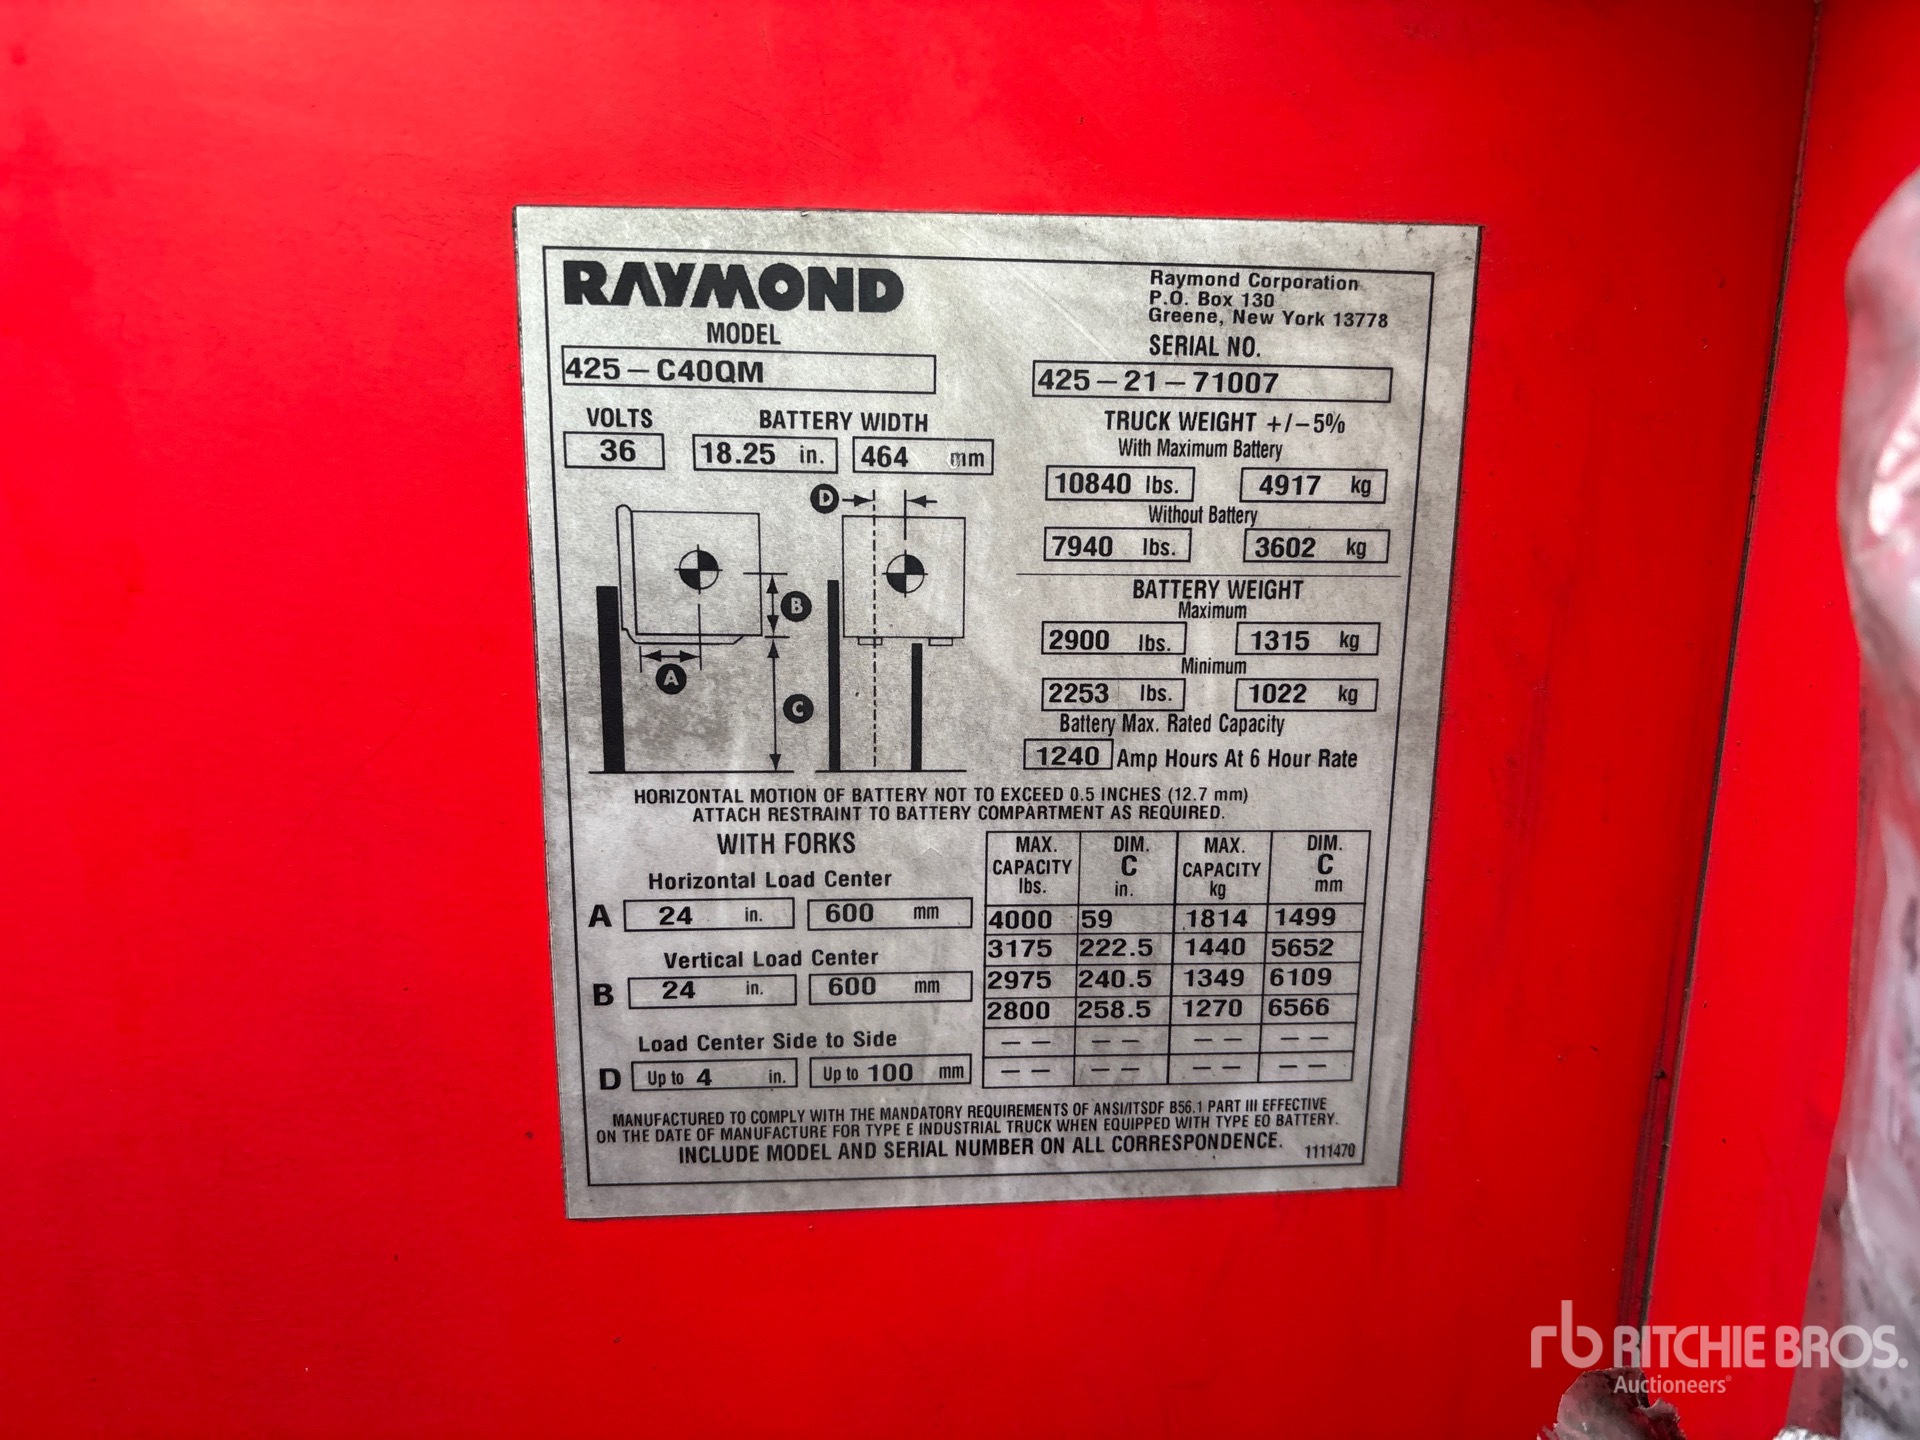 RAYMOND
Raymond Corporation
P.O. Box 130
Greene, New York 13778
MODEL
425 – C40QM
SERIAL NO.
425 – 21 – 71007
VOLTS
36
BATTERY WIDTH
18.25 in. 464 mm
TRUCK WEIGHT +/–5%
With Maximum Battery
10840 lbs. 4917 kg
Without Battery
7940 lbs. 3602 kg
BATTERY WEIGHT
Maximum
2900 lbs. 1315 kg
Minimum
2253 lbs. 1022 kg
Battery Max. Rated Capacity
1240 Amp Hours At 6 Hour Rate
D
B
A
C
HORIZONTAL MOTION OF BATTERY NOT TO EXCEED 0.5 INCHES (12.7 mm)
ATTACH RESTRAINT TO BATTERY COMPARTMENT AS REQUIRED.
WITH FORKS
Horizontal Load Center
A 24 in. 600 mm
Vertical Load Center
B 24 in. 600 mm
Load Center Side to Side
D Up to 4 in. Up to 100 mm
MAX. CAPACITY lbs. DIM. C in. MAX. CAPACITY kg DIM. C mm
4000 59 1814 1499
3175 222.5 1440 5652
2975 240.5 1349 6109
2800 258.5 1270 6566
– – – – – – – –
– – – – – – – –
MANUFACTURED TO COMPLY WITH THE MANDATORY REQUIREMENTS OF ANSI/ITSDF B56.1 PART III EFFECTIVE
ON THE DATE OF MANUFACTURE FOR TYPE E INDUSTRIAL TRUCK WHEN EQUIPPED WITH TYPE EO BATTERY.
INCLUDE MODEL AND SERIAL NUMBER ON ALL CORRESPONDENCE. 1111470
rb RITCHIE BROS.
Auctioneers